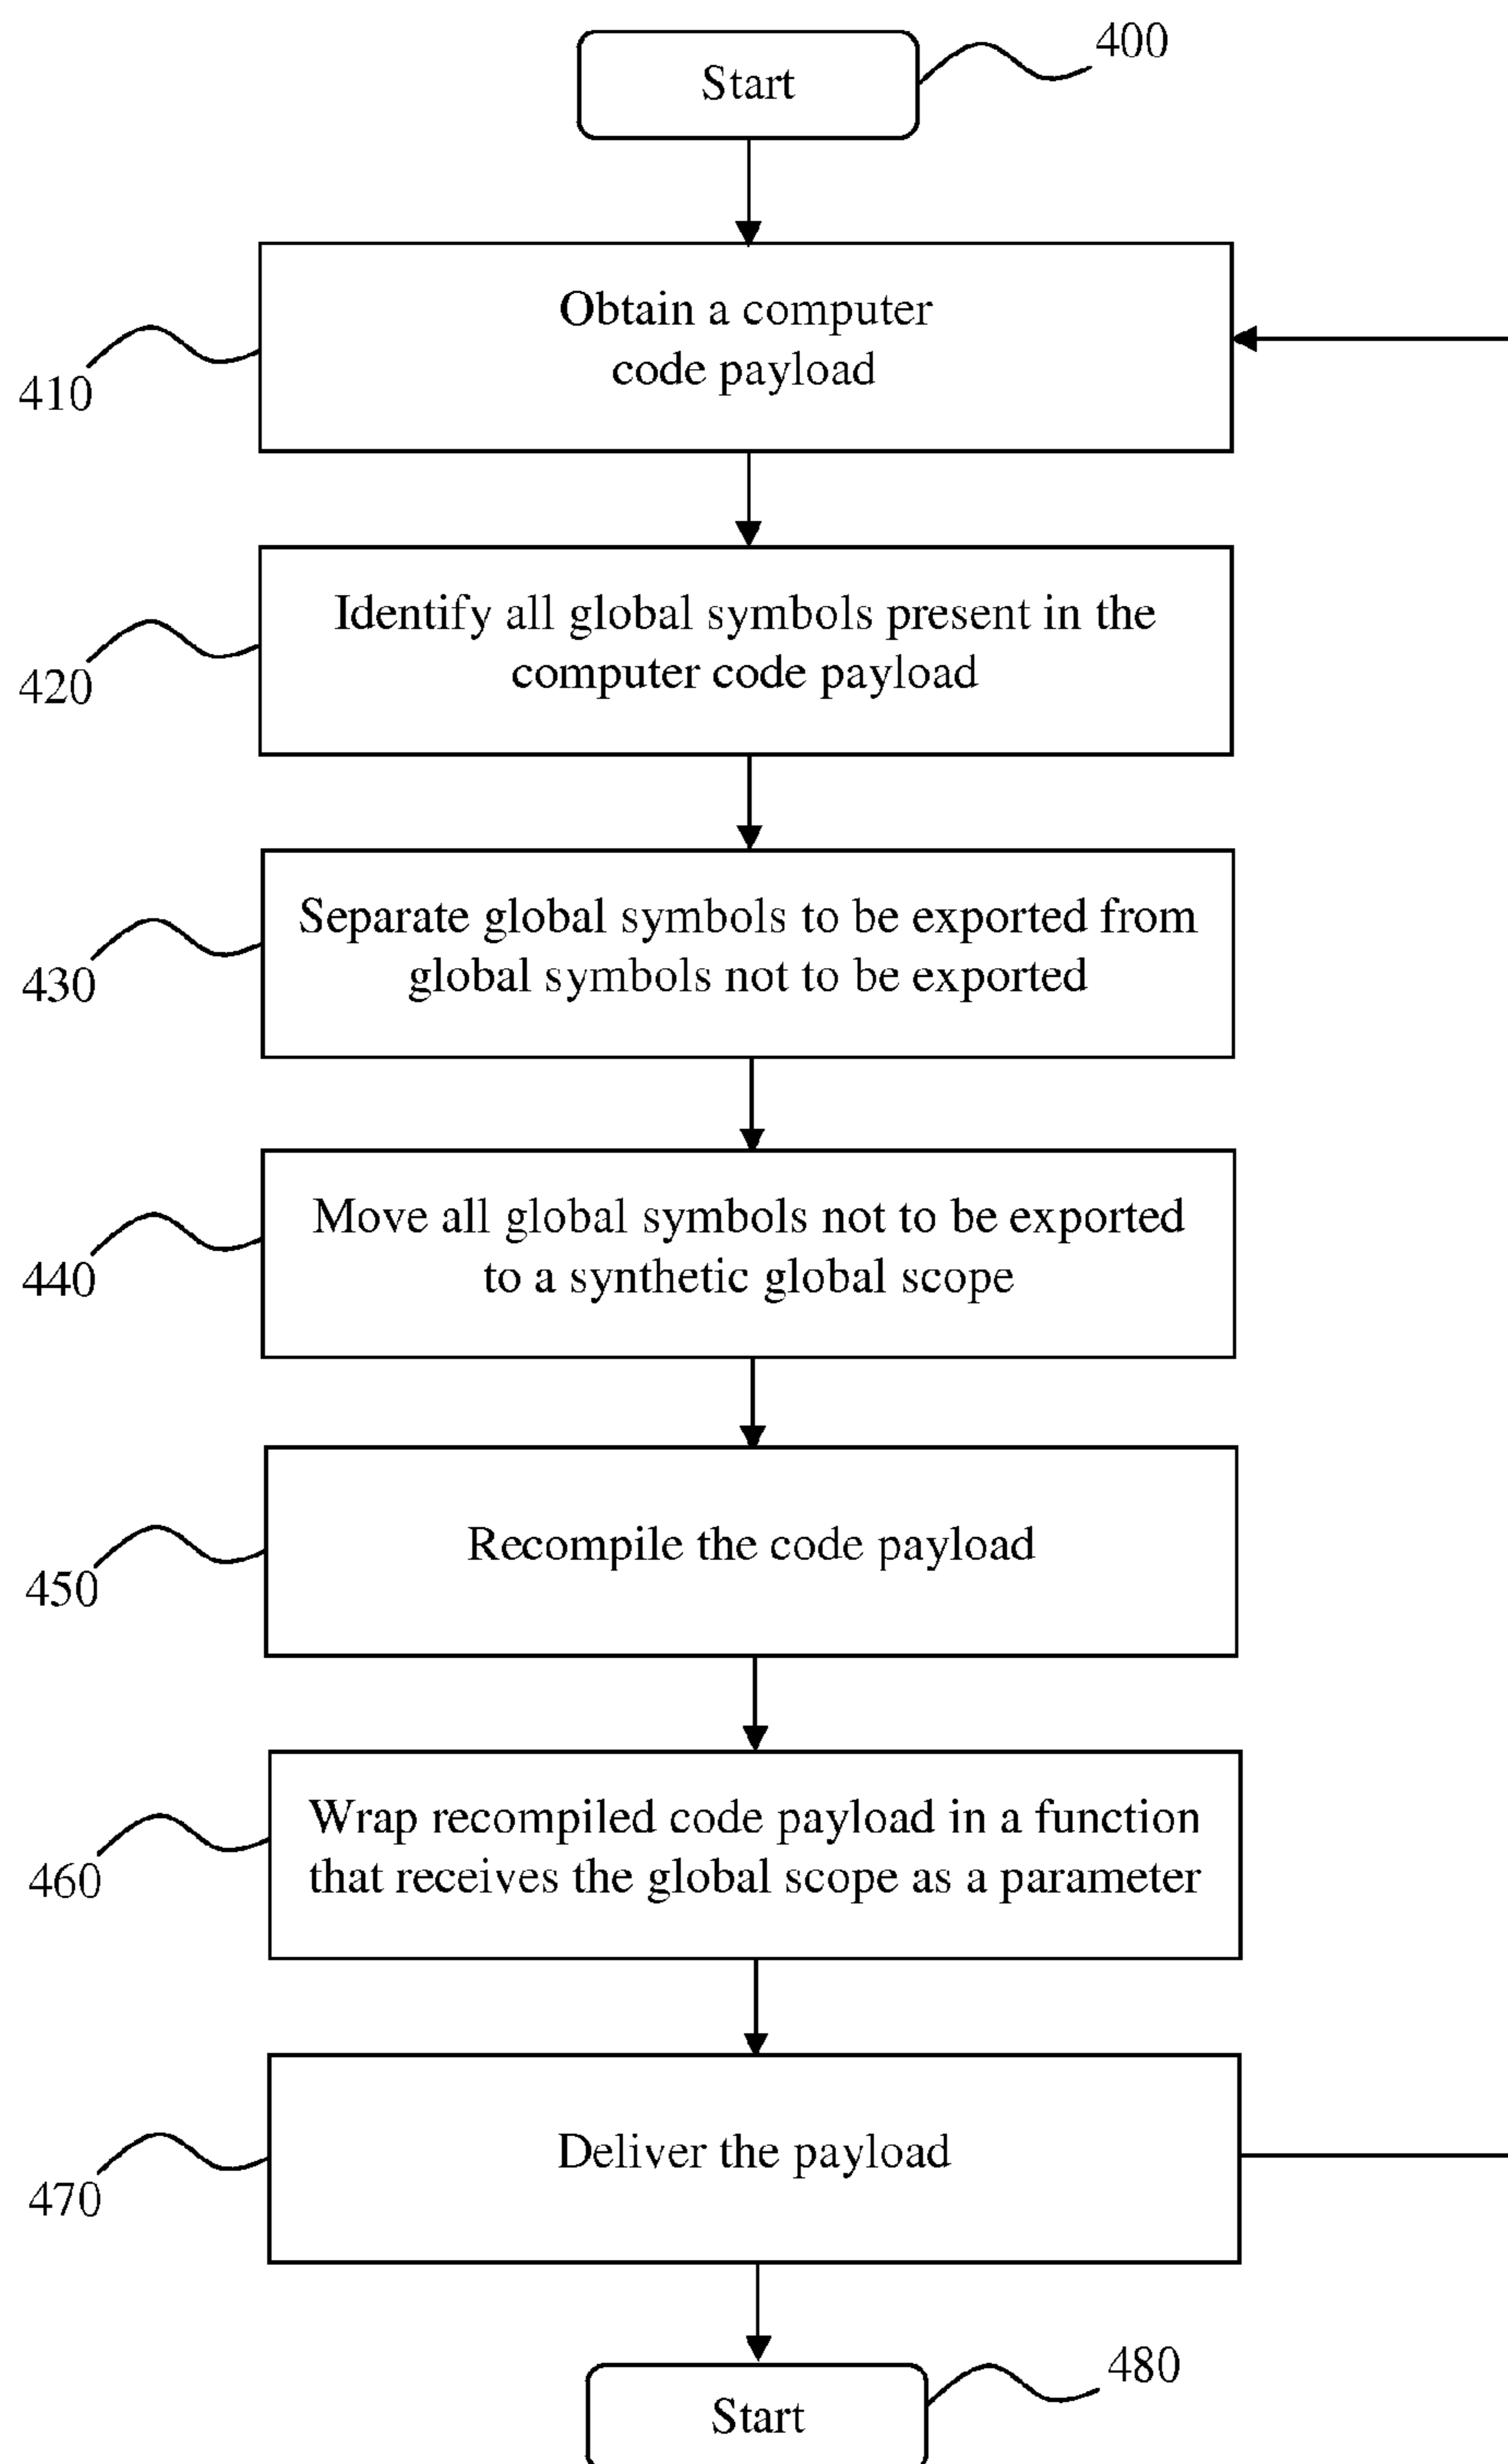 Start
400
Obtain a computer
code payload
410
Identify all global symbols present in the
computer code payload
420
Separate global symbols to be exported from
global symbols not to be exported
430
Move all global symbols not to be exported
to a synthetic global scope
440
Recompile the code payload
450
Wrap recompiled code payload in a function
that receives the global scope as a parameter
460
Deliver the payload
470
Start
480